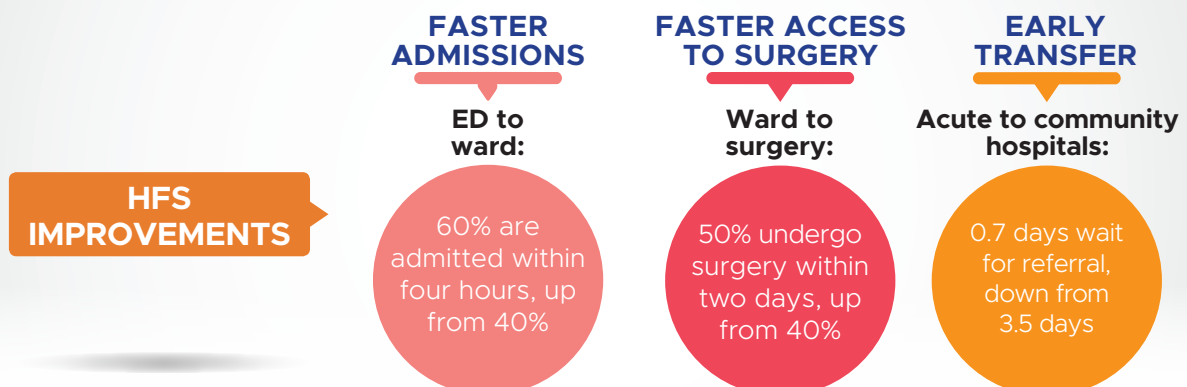 HFS
IMPROVEMENTS
FASTER
ADMISSIONS
ED to
ward:
60% are
admitted within
four hours, up
from 40%
FASTER ACCESS
TO SURGERY
Ward to
surgery:
50% undergo
surgery within
two days, up
from 40%
EARLY
TRANSFER
Acute to community
hospitals:
0.7 days wait
for referral,
down from
3.5 days